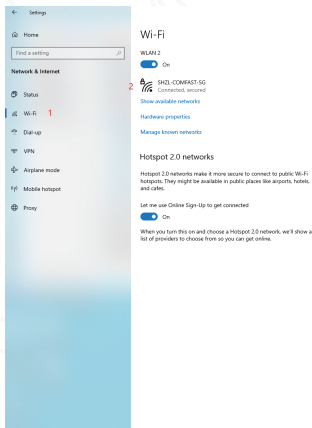 Settings
Home
Find a setting
Network & Internet
Status
Wi-Fi 1
Dial-up
VPN
Airplane mode
Mobile hotspot
Proxy
Wi-Fi
WLAN 2
On
2 SHZL-COMFAST-5G
Connected, secured
Show available networks
Hardware properties
Manage known networks
Hotspot 2.0 networks
Hotspot 2.0 networks make it more secure to connect to public Wi-Fi
hotspots. They might be available in public places like airports, hotels,
and cafes.
Let me use Online Sign-Up to get connected
On
When you turn this on and choose a Hotspot 2.0 network, we'll show a
list of providers to choose from so you can get online.